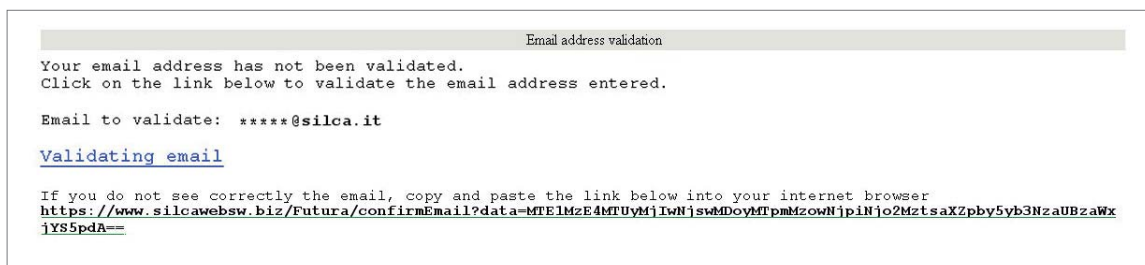 Email address validation
Your email address has not been validated.
Click on the link below to validate the email address entered.
Email to validate: *****@silca.it
Validating email
If you do not see correctly the email, copy and paste the link below into your internet browser
https://www.silcawebsw.biz/Futura/confirmEmail?data=MTE1MzE4MTUyMjIwNjswMDoyMTpmMzowNjpiNjo2MztsaXZpby5yb3NzaUBzaWx
jYS5pdA==